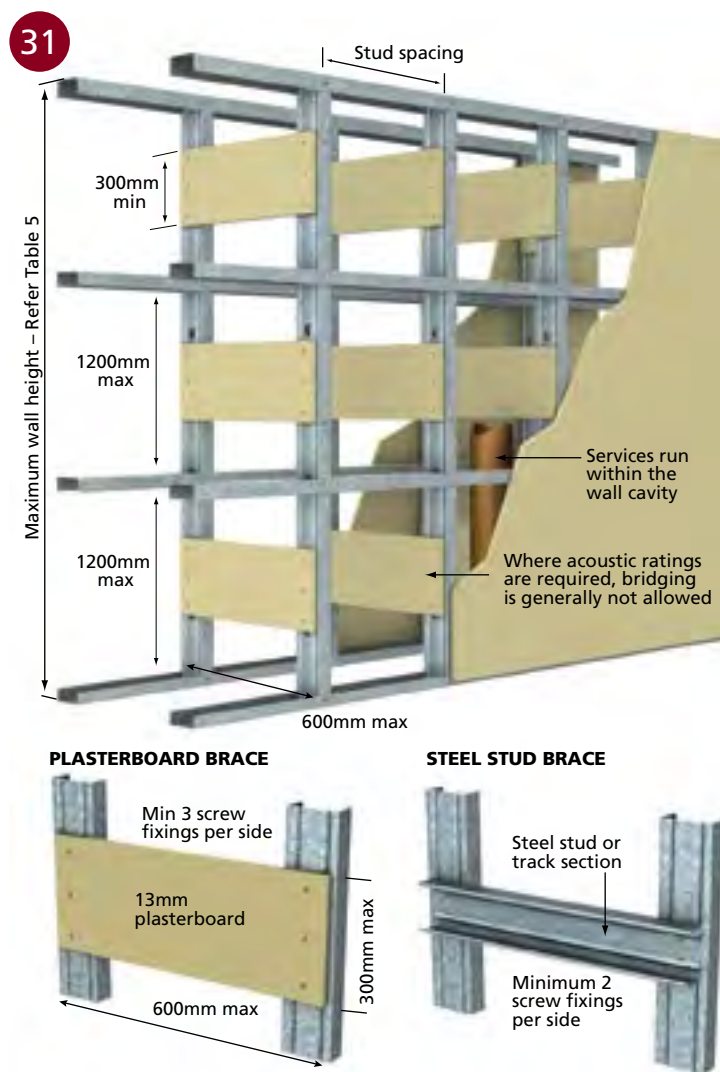 31
Stud spacing
300mm
min
Maximum wall height – Refer Table 5
1200mm
max
Services run
within the
wall cavity
1200mm
max
Where acoustic ratings
are required, bridging
is generally not allowed
600mm max
PLASTERBOARD BRACE
Min 3 screw
fixings per side
13mm
plasterboard
300mm max
600mm max
STEEL STUD BRACE
Steel stud or
track section
Minimum 2
screw fixings
per side